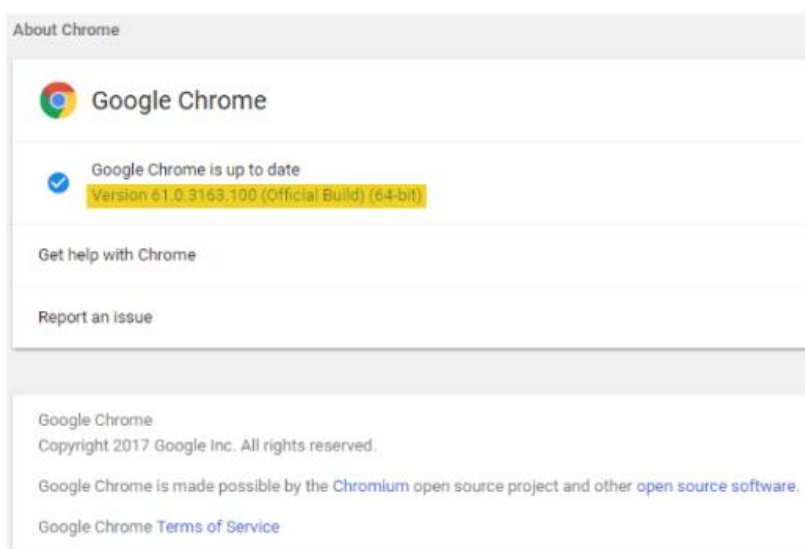 About Chrome
Google Chrome
Google Chrome is up to date
Version 61.0.3163.100 (Official Build) (64-bit)
Get help with Chrome
Report an issue
Google Chrome
Copyright 2017 Google Inc. All rights reserved.
Google Chrome is made possible by the Chromium open source project and other open source software.
Google Chrome Terms of Service